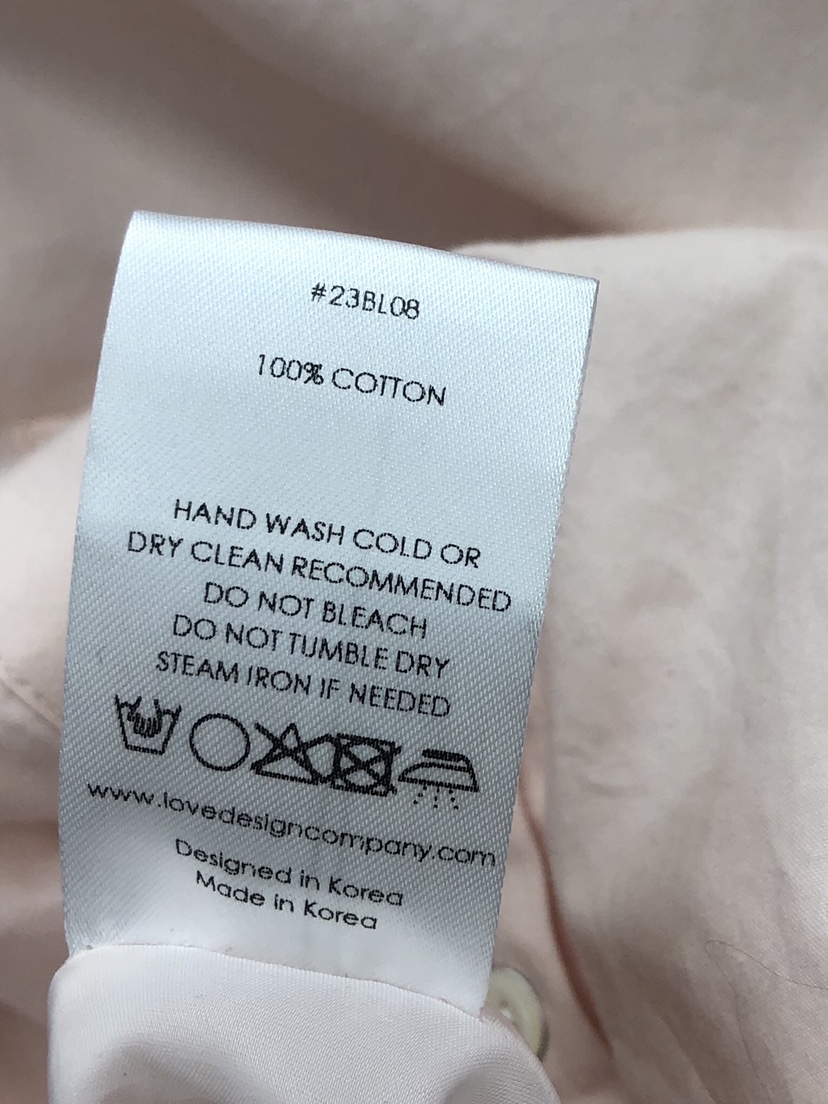 #23BL08
100% COTTON
HAND WASH COLD OR
DRY CLEAN RECOMMENDED
DO NOT BLEACH
DO NOT TUMBLE DRY
STEAM IRON IF NEEDED
www.lovedesigncompany.com
Designed in Korea
Made in Korea